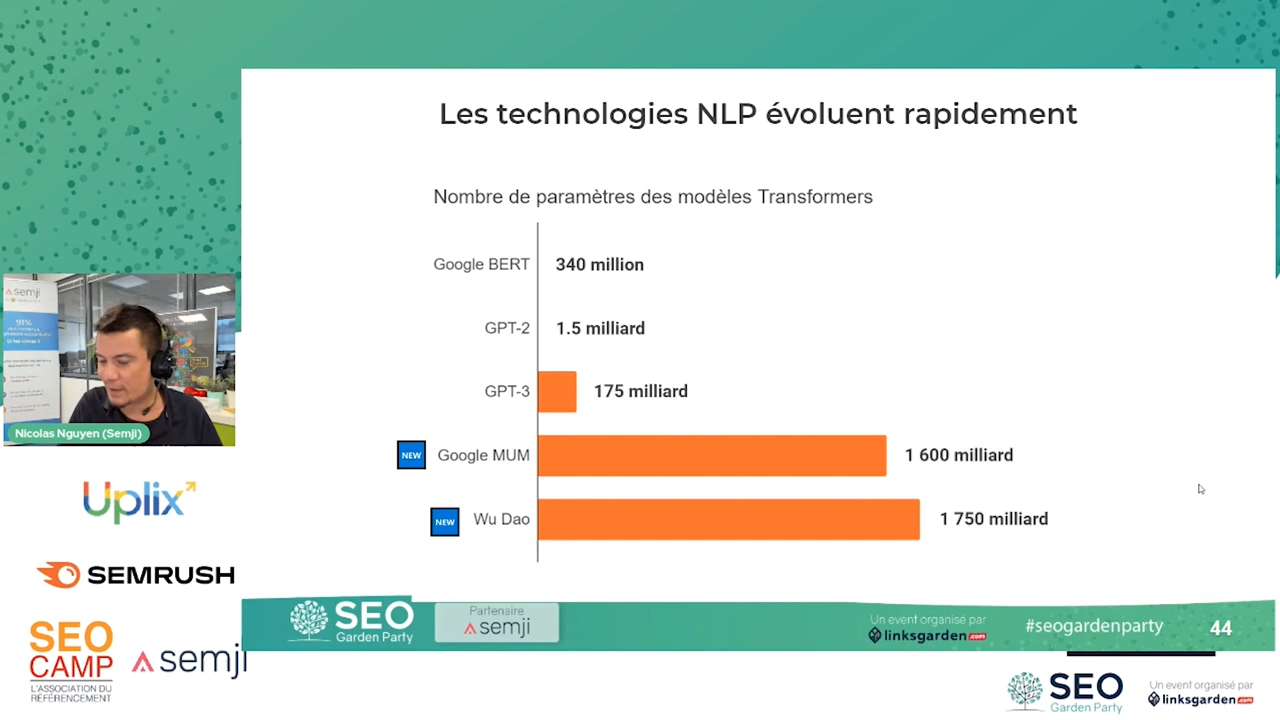 Les technologies NLP évoluent rapidement
Nombre de paramètres des modèles Transformers
Google BERT 340 million
GPT-2 1.5 milliard
GPT-3 175 milliard
NEW Google MUM 1 600 milliard
NEW Wu Dao 1 750 milliard
semji
91%
Nicolas Nguyen (Semji)
Uplix
SEMRUSH
SEO
CAMP
L'ASSOCIATION DU
RÉFÉRENCEMENT
semji
SEO
Garden Party
Partenaire
semji
Un event organisé par
linksgarden.com
#seogardenparty
44
SEO
Garden Party
Un event organisé par
linksgarden.com